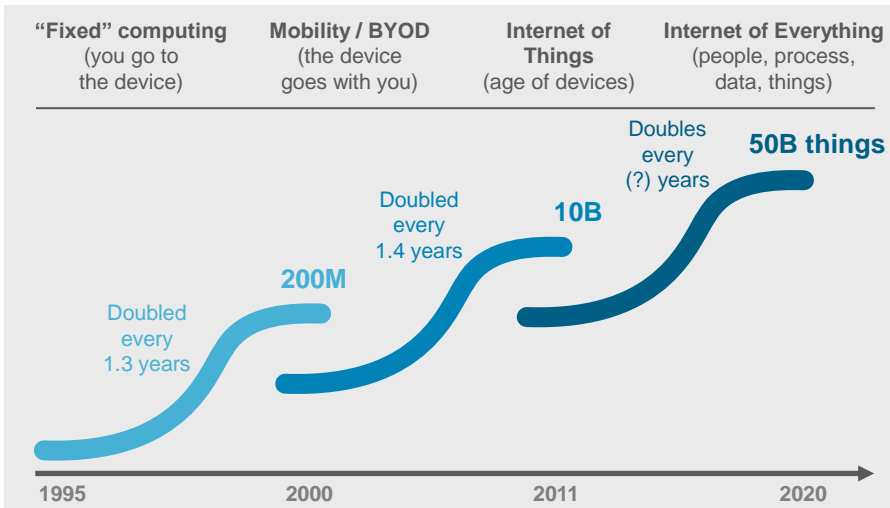 “Fixed” computing
(you go to
the device)
Mobility / BYOD
(the device
goes with you)
Internet of
Things
(age of devices)
Internet of Everything
(people, process,
data, things)
Doubled
every
1.3 years
200M
Doubled
every
1.4 years
10B
Doubles
every
(?) years
50B things
1995
2000
2011
2020